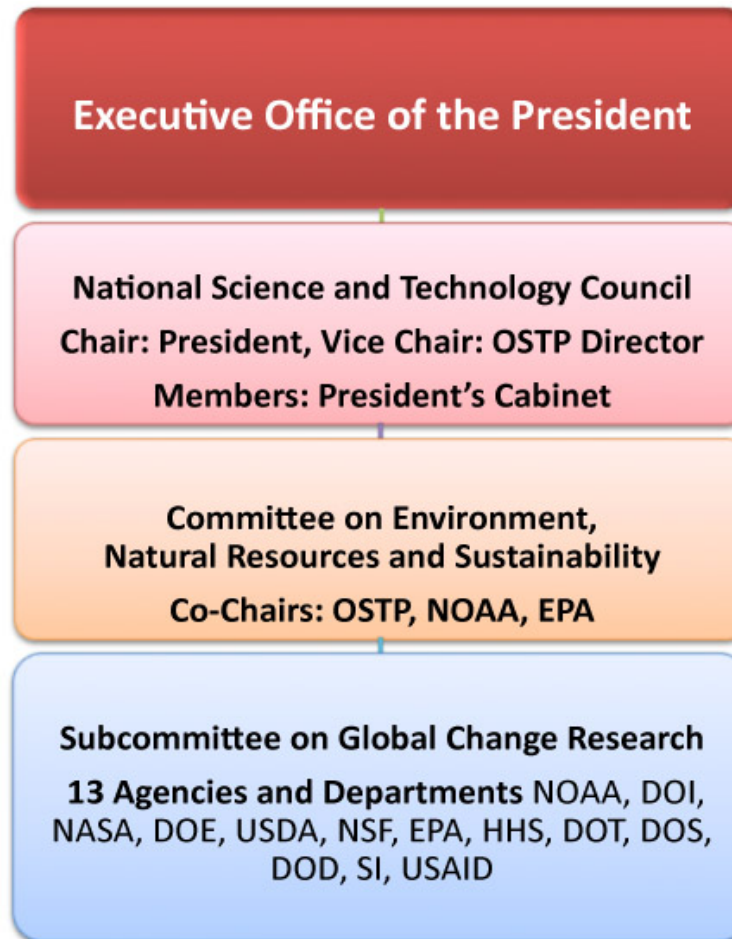 Executive Office of the President
National Science and Technology Council
Chair: President, Vice Chair: OSTP Director
Members: President’s Cabinet
Committee on Environment,
Natural Resources and Sustainability
Co-Chairs: OSTP, NOAA, EPA
Subcommittee on Global Change Research
13 Agencies and Departments NOAA, DOI,
NASA, DOE, USDA, NSF, EPA, HHS, DOT, DOS,
DOD, SI, USAID